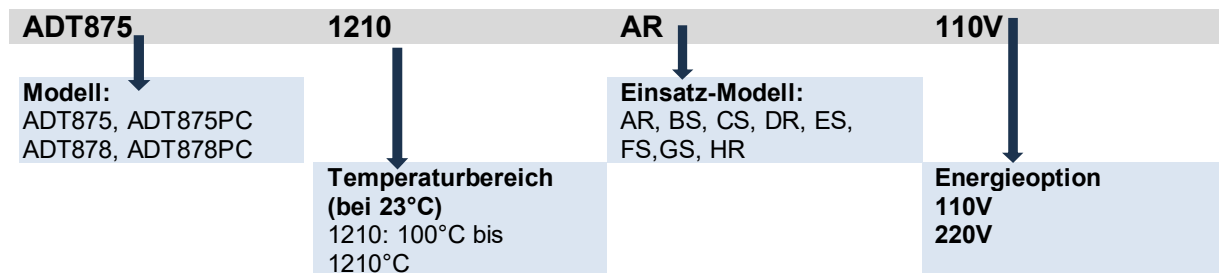 ADT875 1210 AR 110V
Modell:
ADT875, ADT875PC
ADT878, ADT878PC
Einsatz-Modell:
AR, BS, CS, DR, ES,
FS,GS, HR
Temperaturbereich
(bei 23°C)
1210: 100°C bis
1210°C
Energieoption
110V
220V